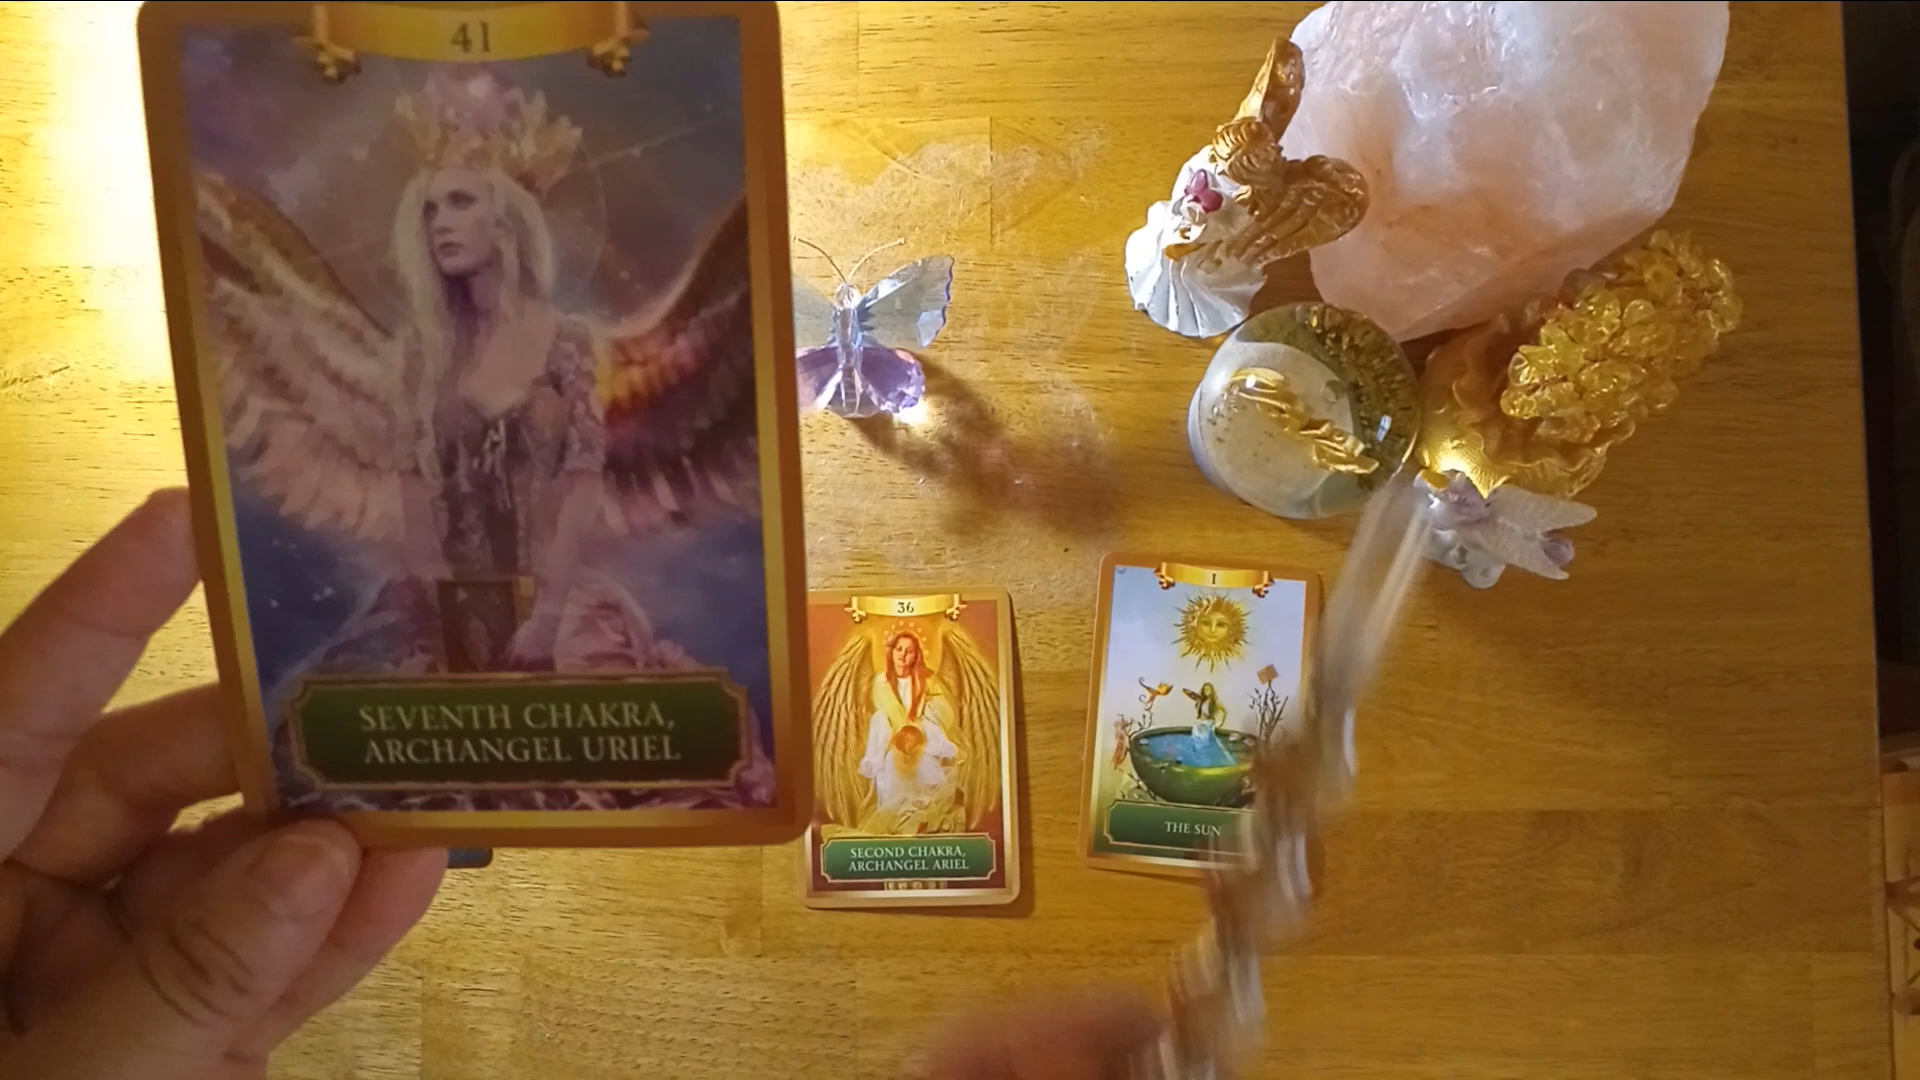 41
SEVENTH CHAKRA,
ARCHANGEL URIEL
36
SECOND CHAKRA,
ARCHANGEL ARIEL
I
THE SUN